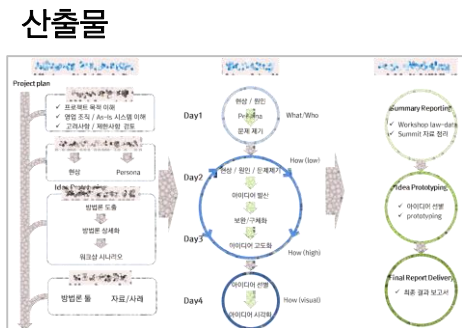 산출물
Project plan
✓ 프로젝트 목적 이해
✓ 영업 조직 / As-Is 시스템 이해
✓ 고객사항 / 제한사항 검토
현상
Persona
Idea Prototyping
방법론 도출
방법론 상세화
워크샵 시나리오
방법론 툴
자료/사례
Day1
현상 / 원인
Persona
문제 제기
What/Who
Day2
How (low)
현상 / 원인 / 문제제기
아이디어 발산
보완/구체화
아이디어 고도화
Day3
How (high)
Day4
아이디어 선별
아이디어 시각화
How (visual)
Summary Reporting
✓ Workshop law-data
✓ Summit 자료 정리
Idea Prototyping
✓ 아이디어 선별
✓ prototyping
Final Report Delivery
✓ 최종 결과 보고서